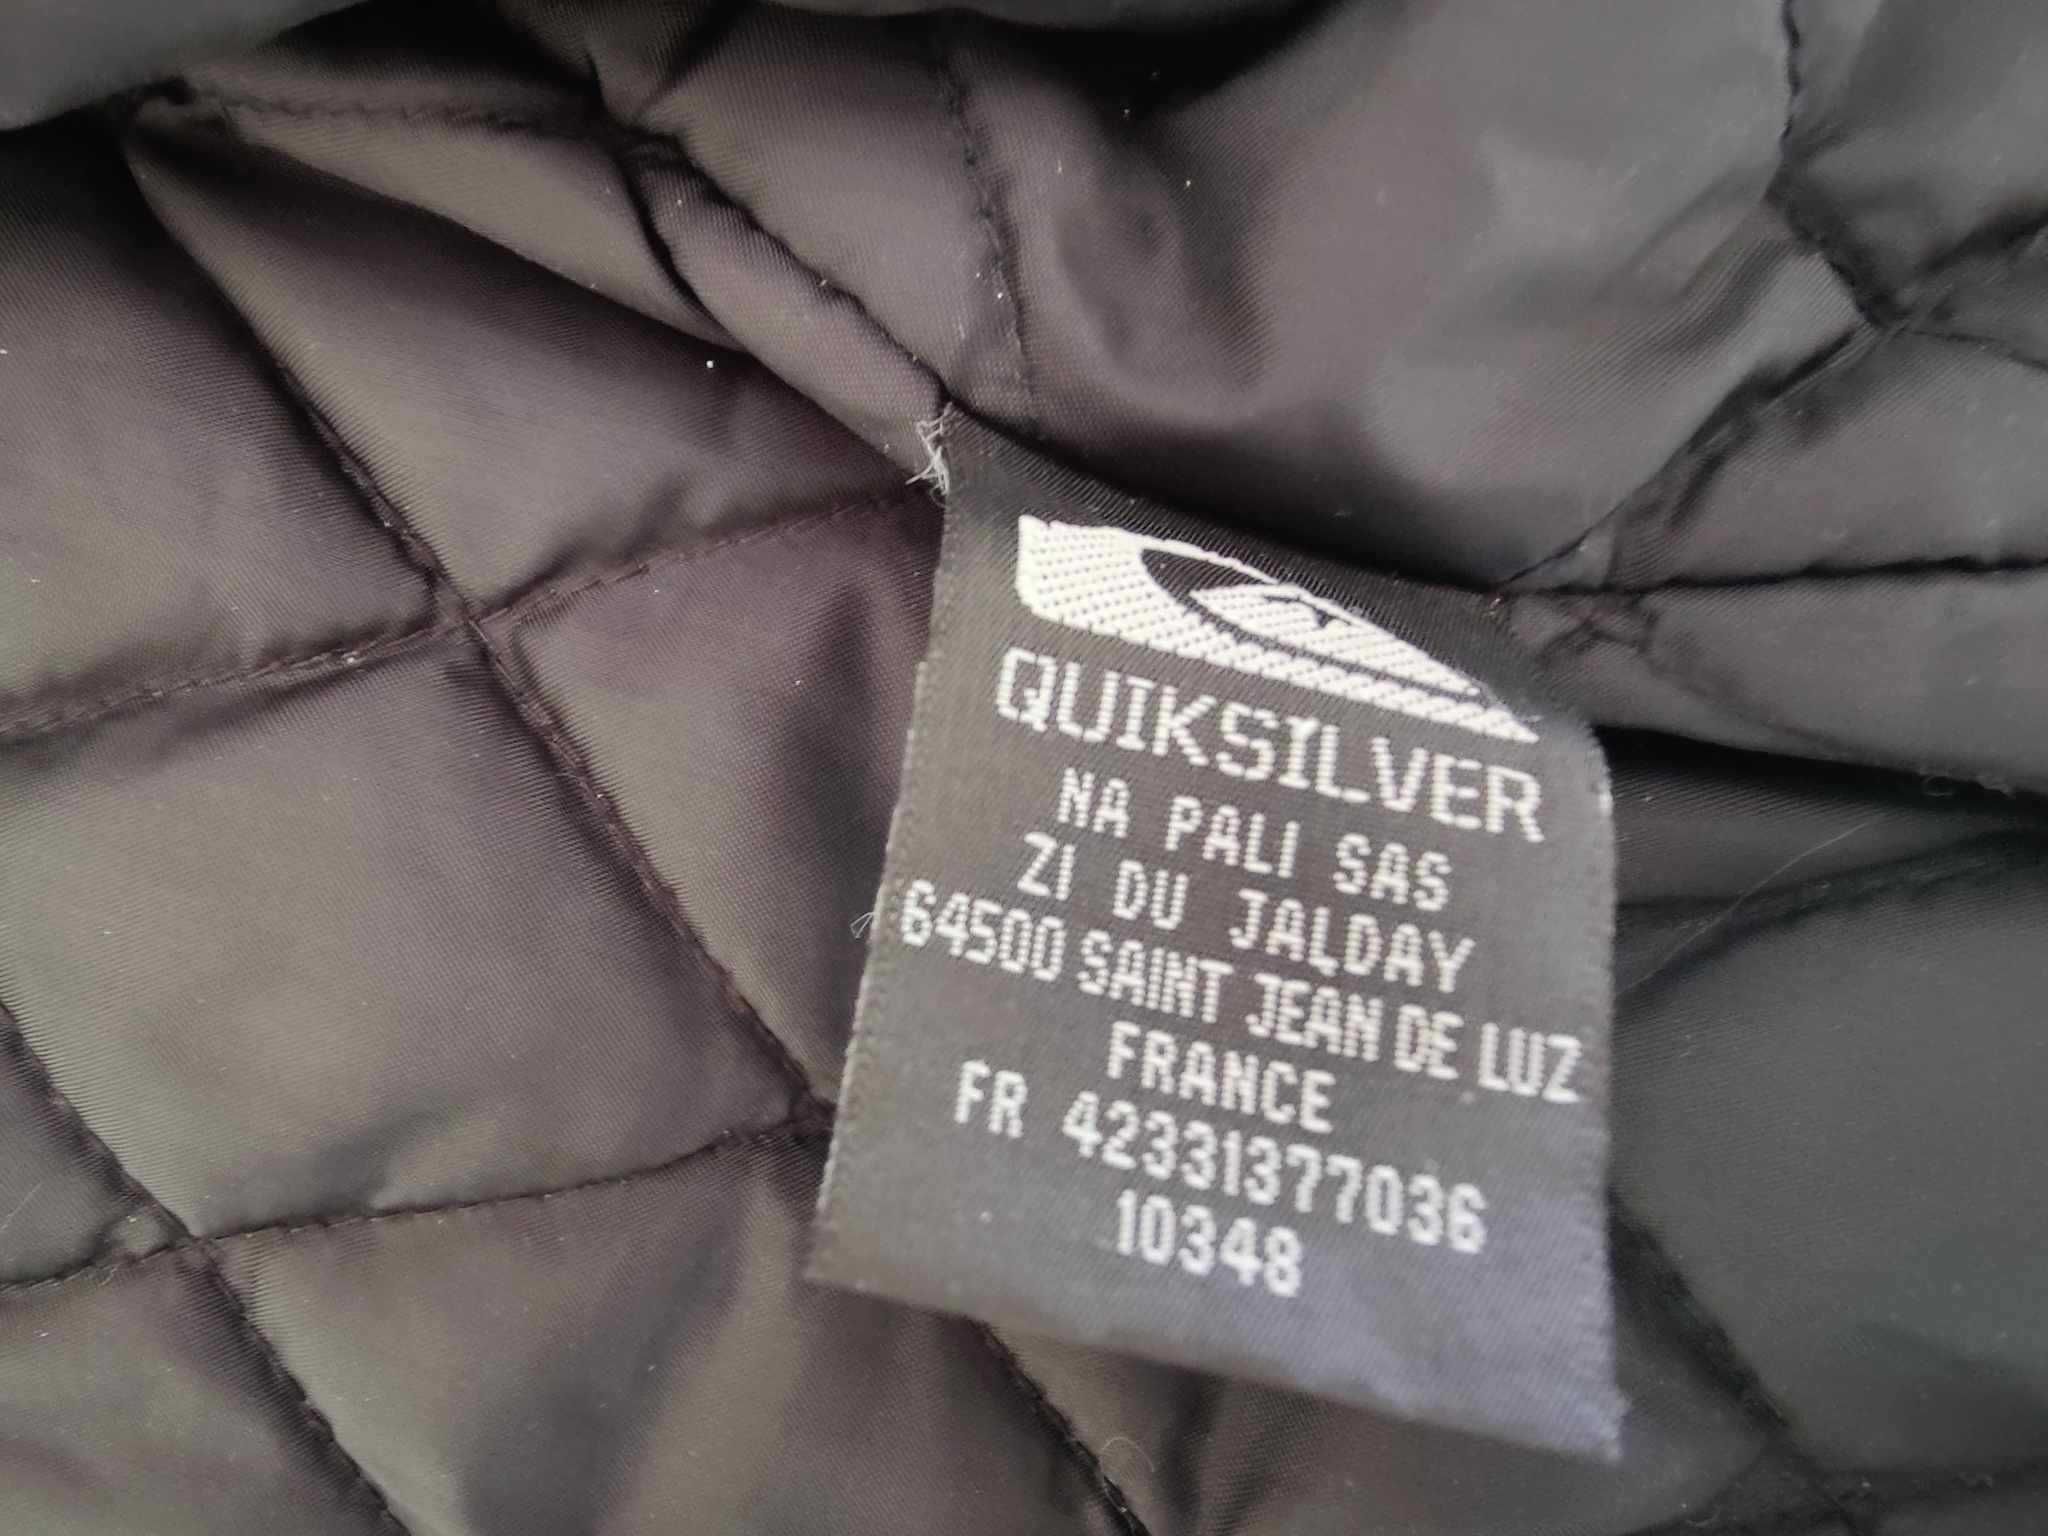 QUIKSILVER
NA PALI SAS
ZI DU JALDAY
64500 SAINT JEAN DE LUZ
FRANCE
FR 42331377036
10348